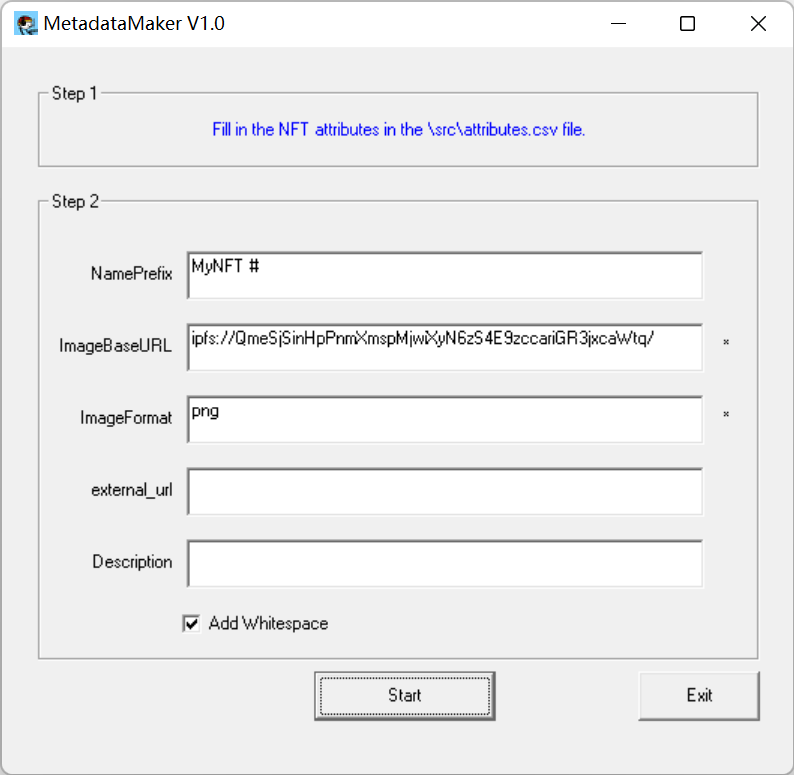 MetadataMaker V1.0
Step 1
Fill in the NFT attributes in the \src\attributes.csv file.
Step 2
NamePrefix MyNFT #
ImageBaseURL ipfs://QmeSjSinHpPnmXmspMjwiXyN6zS4E9zccariGR3jxcaWtq/ *
ImageFormat png *
external_url
Description
Add Whitespace
Start Exit